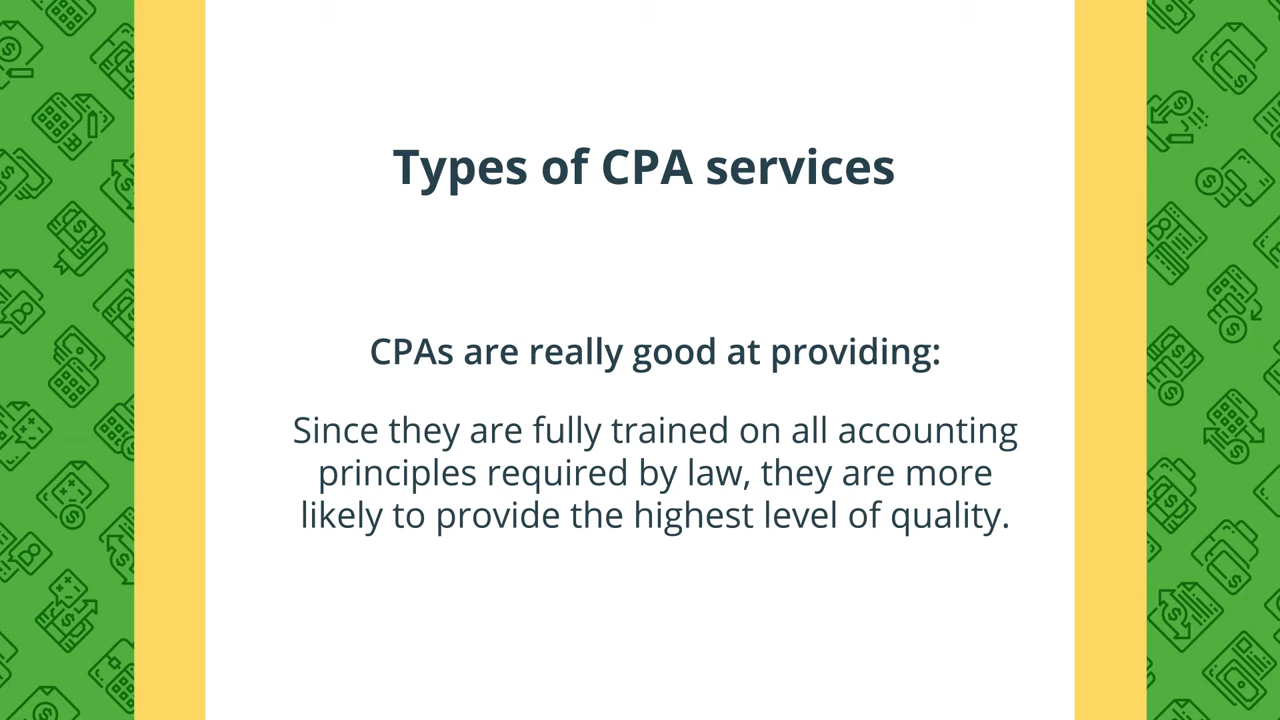 Types of CPA services
CPAs are really good at providing:
Since they are fully trained on all accounting
principles required by law, they are more
likely to provide the highest level of quality.